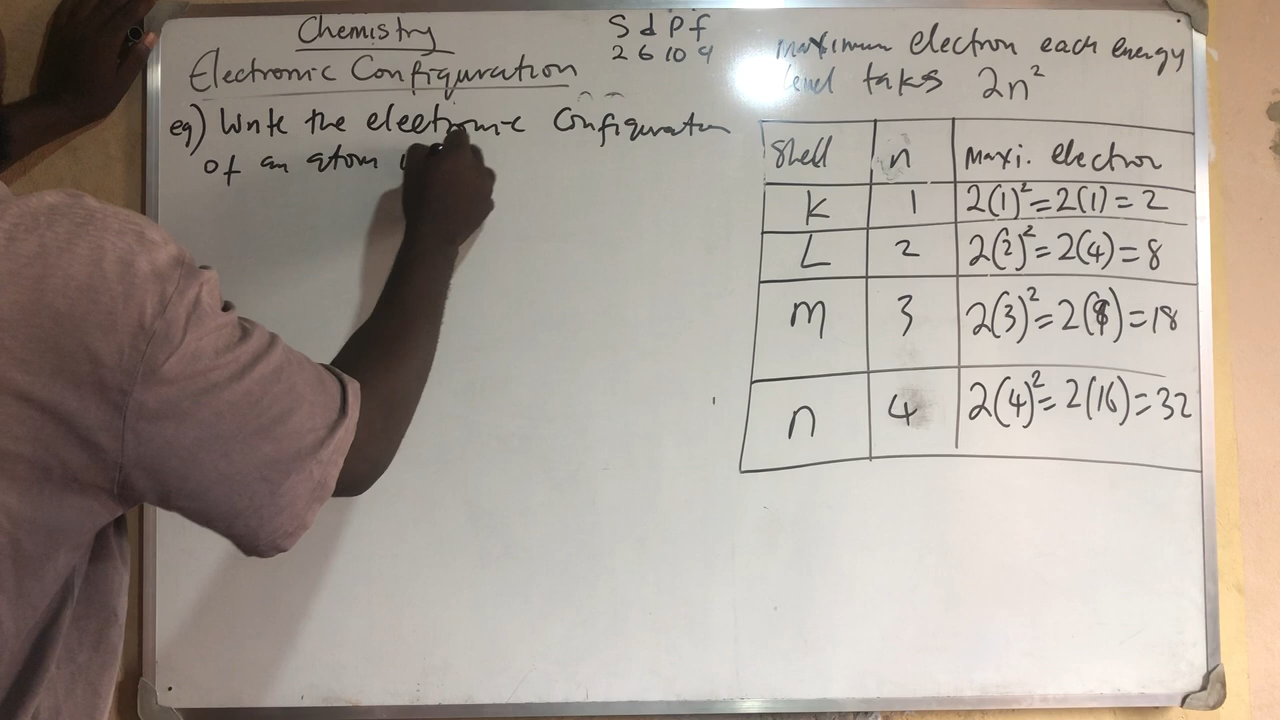 Chemistry
S d P f
2 6 10 9
Electronic Configuration
eg) Write the electronic Configuration
of an atom
maximum electron each energy
level takes 2n²
Shell n Maxi. electron
K 1 2(1)²=2(1)=2
L 2 2(2)²=2(4)=8
m 3 2(3)²=2(9)=18
n 4 2(4)²=2(16)=32